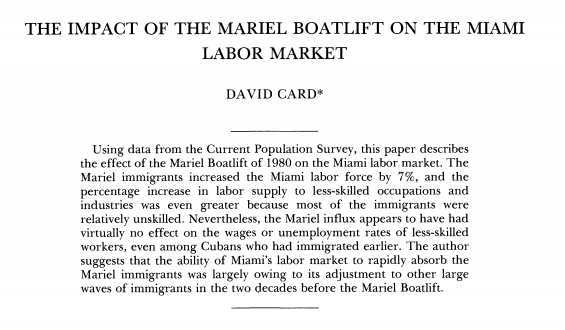 THE IMPACT OF THE MARIEL BOATLIFT ON THE MIAMI
LABOR MARKET
DAVID CARD*
Using data from the Current Population Survey, this paper describes
the effect of the Mariel Boatlift of 1980 on the Miami labor market. The
Mariel immigrants increased the Miami labor force by 7%, and the
percentage increase in labor supply to less-skilled occupations and
industries was even greater because most of the immigrants were
relatively unskilled. Nevertheless, the Mariel influx appears to have had
virtually no effect on the wages or unemployment rates of less-skilled
workers, even among Cubans who had immigrated earlier. The author
suggests that the ability of Miami's labor market to rapidly absorb the
Mariel immigrants was largely owing to its adjustment to other large
waves of immigrants in the two decades before the Mariel Boatlift.